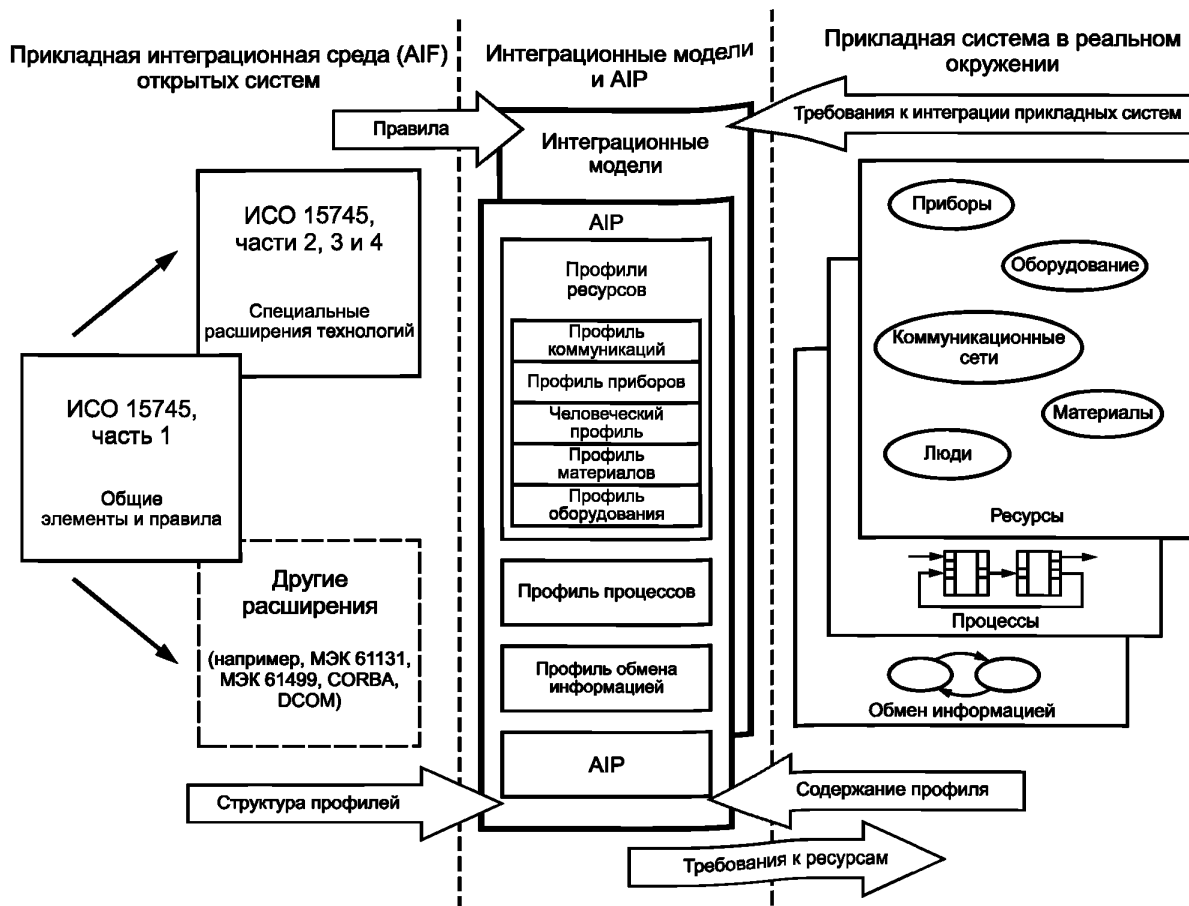 Прикладная интеграционная среда (AIF)
открытых систем
Интеграционные модели
и AIP
Прикладная система в реальном
окружении
Правила
Требования к интеграции прикладных систем
Интеграционные
модели
ИСО 15745,
части 2, 3 и 4
Специальные
расширения технологий
ИСО 15745,
часть 1
Общие
элементы и правила
Другие
расширения
(например, МЭК 61131,
МЭК 61499, CORBA,
DCOM)
Структура профилей
AIP
Профили
ресурсов
Профиль
коммуникаций
Профиль приборов
Человеческий
профиль
Профиль
материалов
Профиль
оборудования
Профиль процессов
Профиль обмена
информацией
AIP
Приборы
Оборудование
Коммуникационные
сети
Материалы
Люди
Ресурсы
Процессы
Обмен информацией
Содержание профиля
Требования к ресурсам